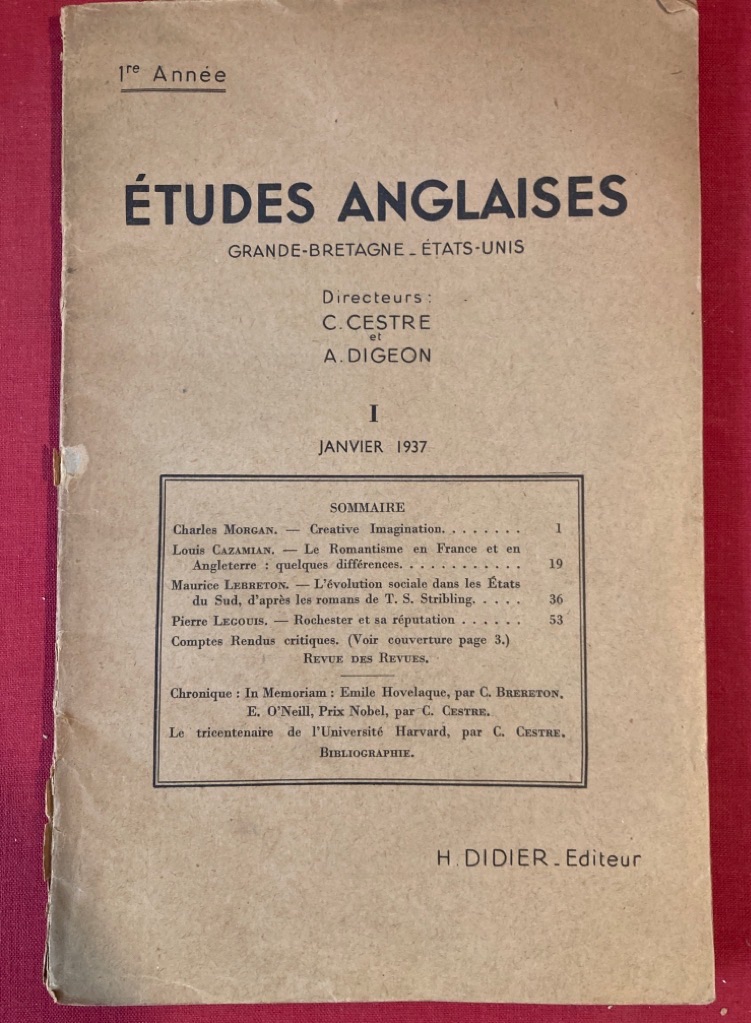 1re Année
ÉTUDES ANGLAISES
GRANDE-BRETAGNE - ÉTATS-UNIS
Directeurs :
C. CESTRE
et
A. DIGEON
I
JANVIER 1937
SOMMAIRE
Charles MORGAN. — Creative Imagination. . . . . . . . 1
Louis CAZAMIAN. — Le Romantisme en France et en
Angleterre : quelques différences. . . . . . . . . . . . 19
Maurice LEBRETON. — L'évolution sociale dans les États
du Sud, d'après les romans de T. S. Stribling. . . . . 36
Pierre LEGOUIS. — Rochester et sa réputation . . . . . . 53
Comptes Rendus critiques. (Voir couverture page 3.)
REVUE DES REVUES.
Chronique : In Memoriam : Emile Hovelaque, par C. BRERETON.
E. O'Neill, Prix Nobel, par C. CESTRE.
Le tricentenaire de l'Université Harvard, par C. CESTRE.
BIBLIOGRAPHIE.
H. DIDIER - Editeur